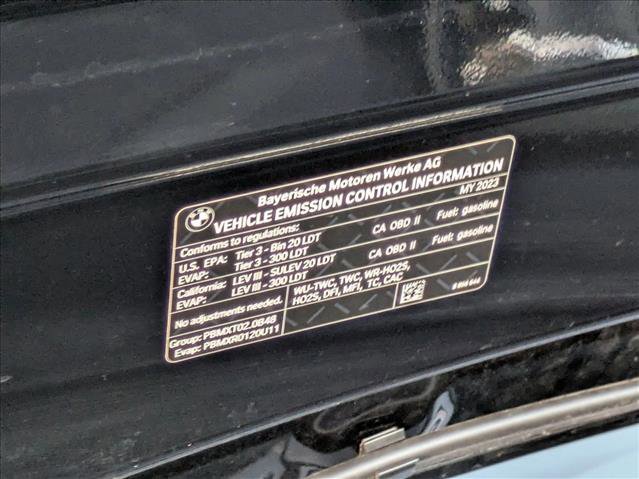 Bayerische Motoren Werke AG
VEHICLE EMISSION CONTROL INFORMATION
Conforms to regulations: MY 2023
U.S. EPA: Tier 3 - Bin 20 LDT CA OBD II Fuel: gasoline
EVAP: Tier 3 - 300 LDT
California: LEV III - SULEV 20 LDT CA OBD II Fuel: gasoline
EVAP: LEV III - 300 LDT
No adjustments needed. WU-TWC, TWC, WR-HO2S,
HO2S, DFI, MFI, TC, CAC
Group: PBMXT02.0B48
Evap: PBMXR0120U11